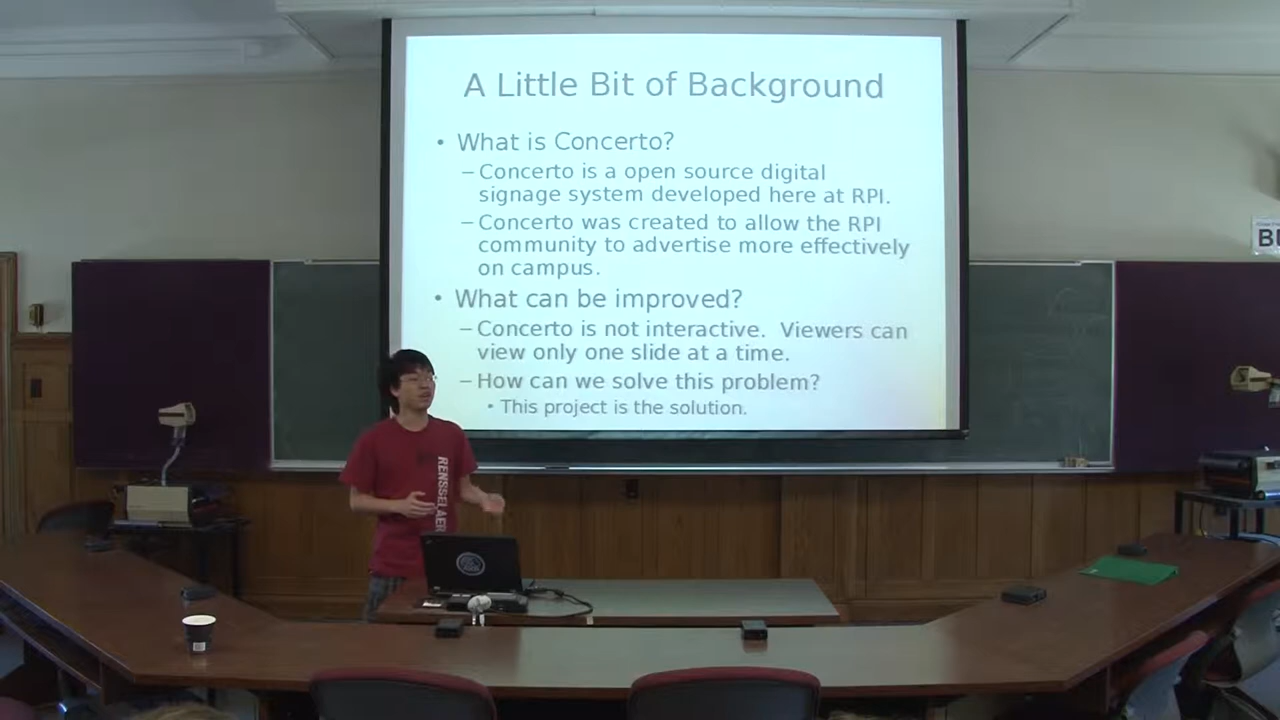 A Little Bit of Background
• What is Concerto?
– Concerto is a open source digital
signage system developed here at RPI.
– Concerto was created to allow the RPI
community to advertise more effectively
on campus.
• What can be improved?
– Concerto is not interactive. Viewers can
view only one slide at a time.
– How can we solve this problem?
• This project is the solution.
RENSSELAER